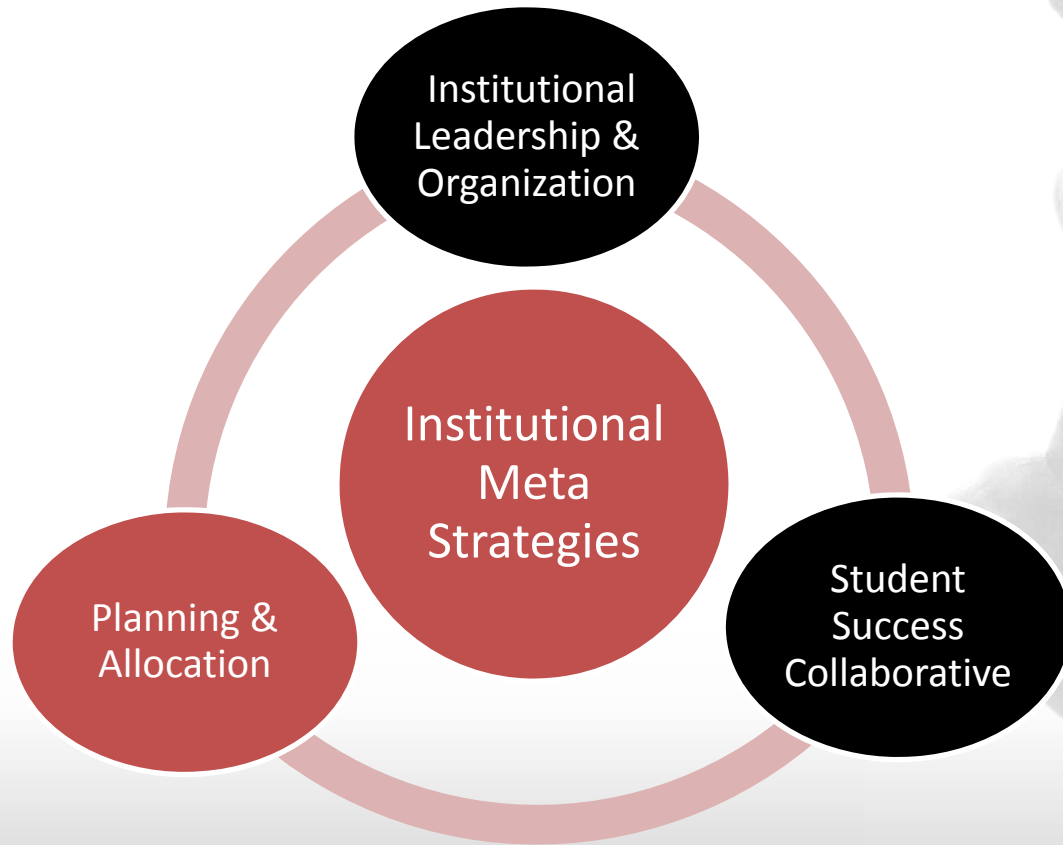 Institutional
Leadership &
Organization
Institutional
Meta
Strategies
Planning &
Allocation
Student
Success
Collaborative